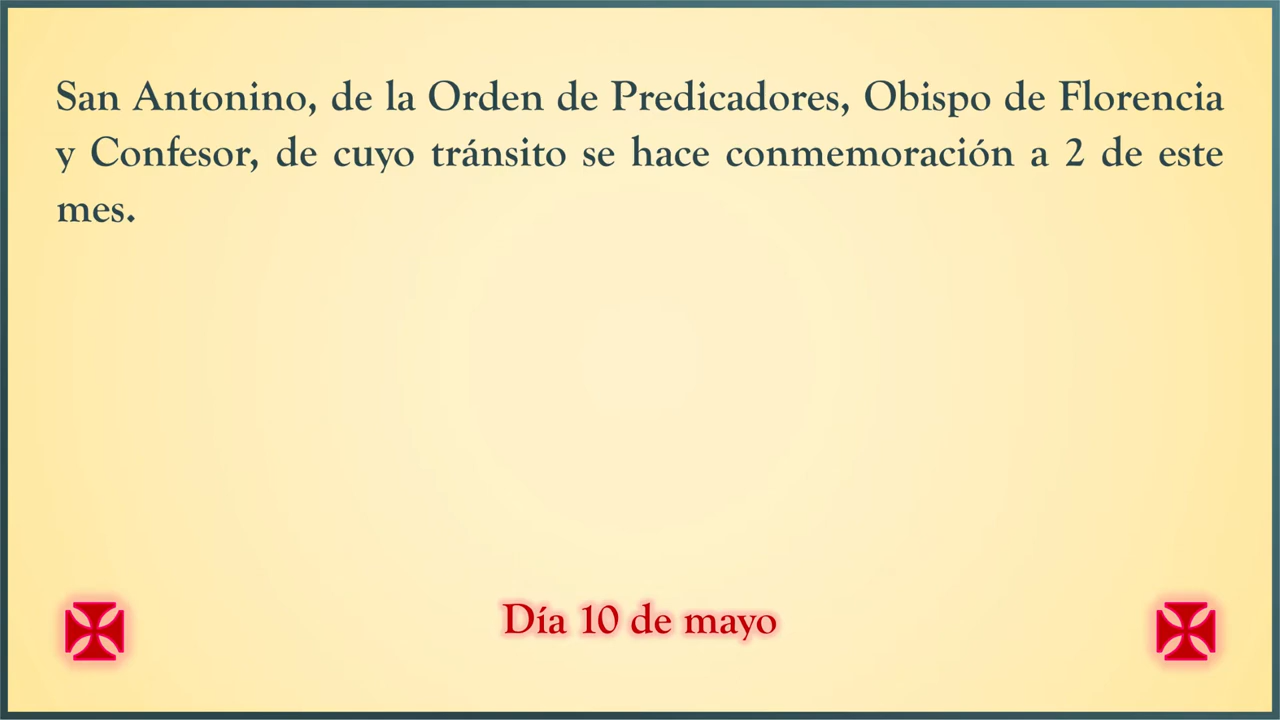 San Antonino, de la Orden de Predicadores, Obispo de Florencia
y Confesor, de cuyo tránsito se hace conmemoración a 2 de este
mes.
Día 10 de mayo